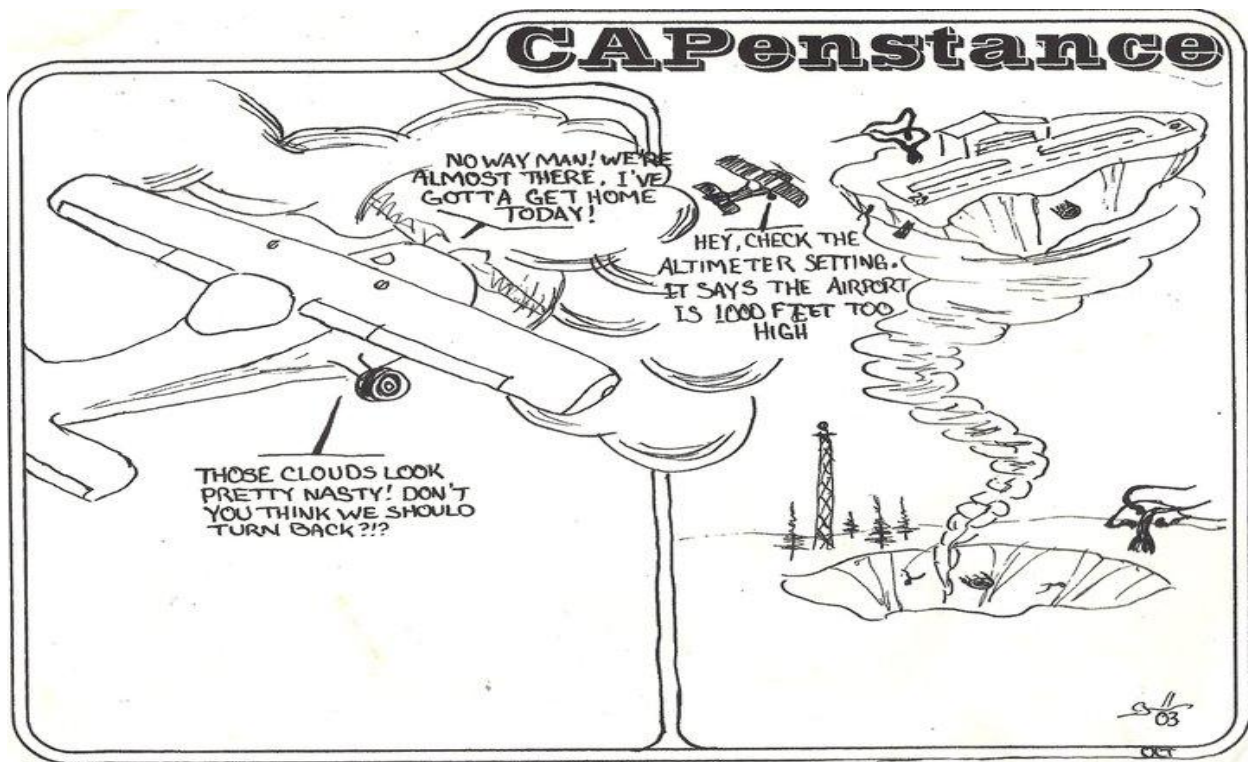 CAPenstance
THOSE CLOUDS LOOK
PRETTY NASTY! DON'T
YOU THINK WE SHOULD
TURN BACK?!?
NO WAY MAN! WE'RE
ALMOST THERE. I'VE
GOTTA GET HOME
TODAY!
HEY, CHECK THE
ALTIMETER SETTING.
IT SAYS THE AIRPORT
IS 1000 FEET TOO
HIGH
03
OCT